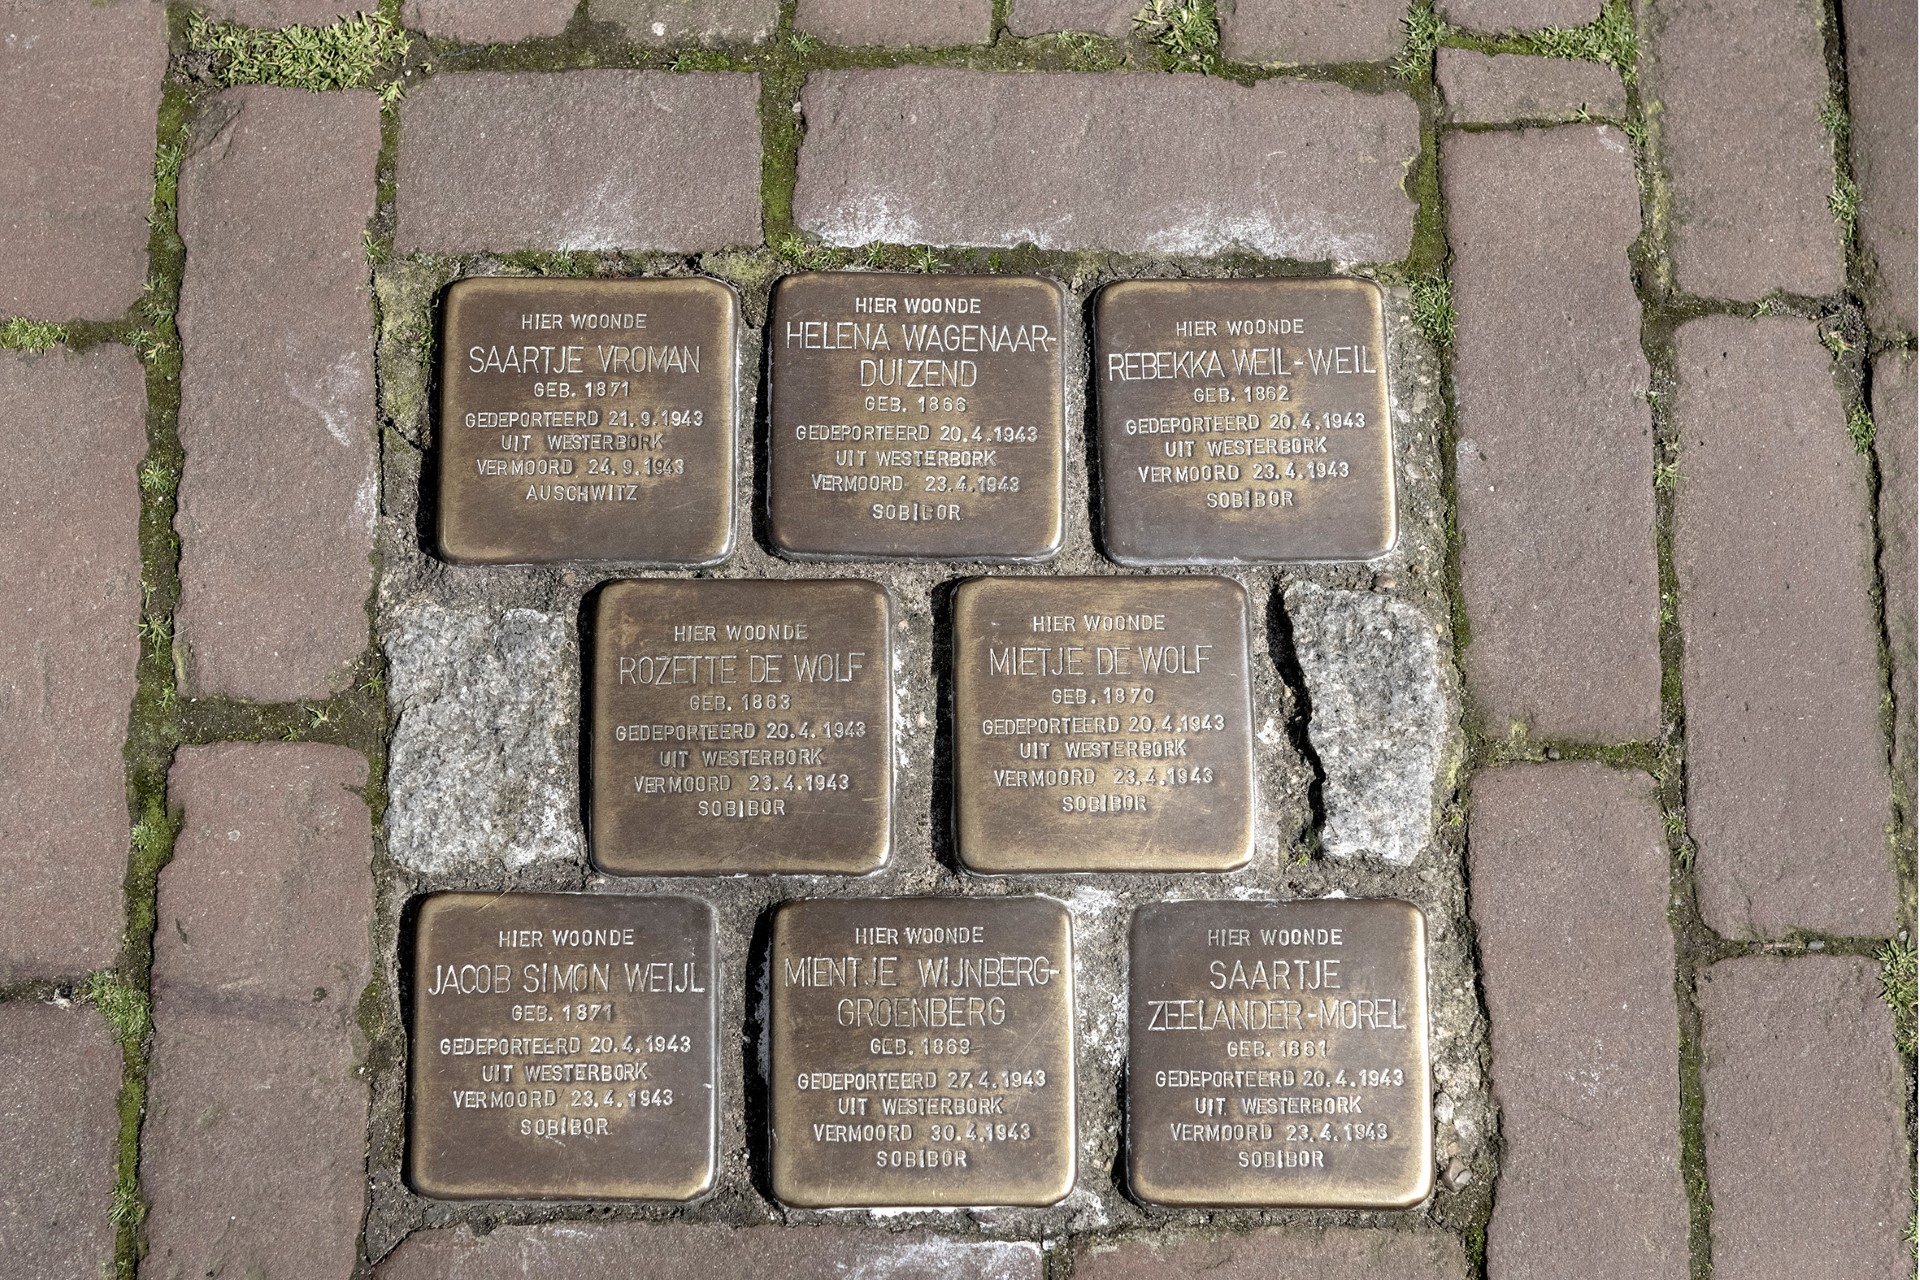 HIER WOONDE
SAARTJE VROMAN
GEB. 1871
GEDEPORTEERD 21.9.1943
UIT WESTERBORK
VERMOORD 24.9.1943
AUSCHWITZ
HIER WOONDE
HELENA WAGENAAR-
DUIZEND
GEB. 1866
GEDEPORTEERD 20.4.1943
UIT WESTERBORK
VERMOORD 23.4.1943
SOBIBOR
HIER WOONDE
REBEKKA WEIL-WEIL
GEB. 1862
GEDEPORTEERD 20.4.1943
UIT WESTERBORK
VERMOORD 23.4.1943
SOBIBOR
HIER WOONDE
ROZETTE DE WOLF
GEB. 1863
GEDEPORTEERD 20.4.1943
UIT WESTERBORK
VERMOORD 23.4.1943
SOBIBOR
HIER WOONDE
MIETJE DE WOLF
GEB. 1870
GEDEPORTEERD 20.4.1943
UIT WESTERBORK
VERMOORD 23.4.1943
SOBIBOR
HIER WOONDE
JACOB SIMON WEIJL
GEB. 1871
GEDEPORTEERD 20.4.1943
UIT WESTERBORK
VERMOORD 23.4.1943
SOBIBOR
HIER WOONDE
MIENTJE WIJNBERG-
GROENBERG
GEB. 1869
GEDEPORTEERD 27.4.1943
UIT WESTERBORK
VERMOORD 30.4.1943
SOBIBOR
HIER WOONDE
SAARTJE
ZEELANDER-MOREL
GEB. 1861
GEDEPORTEERD 20.4.1943
UIT WESTERBORK
VERMOORD 23.4.1943
SOBIBOR